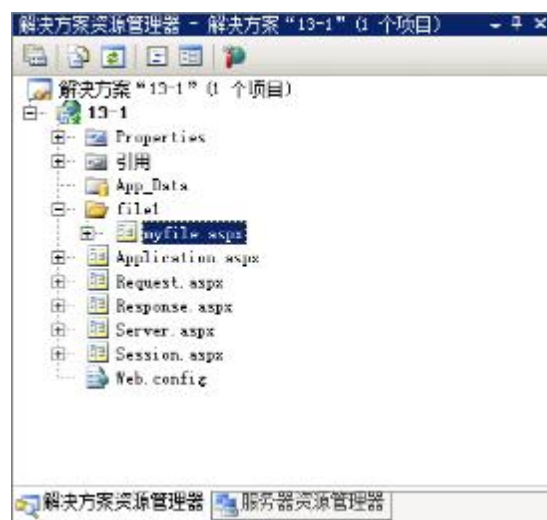 解决方案资源管理器 - 解决方案“13-1”(1 个项目)
解决方案“13-1”(1 个项目)
13-1
Properties
引用
App_Data
file1
myfile.aspx
Application.aspx
Request.aspx
Response.aspx
Server.aspx
Session.aspx
Web.config
解决方案资源管理器 服务器资源管理器